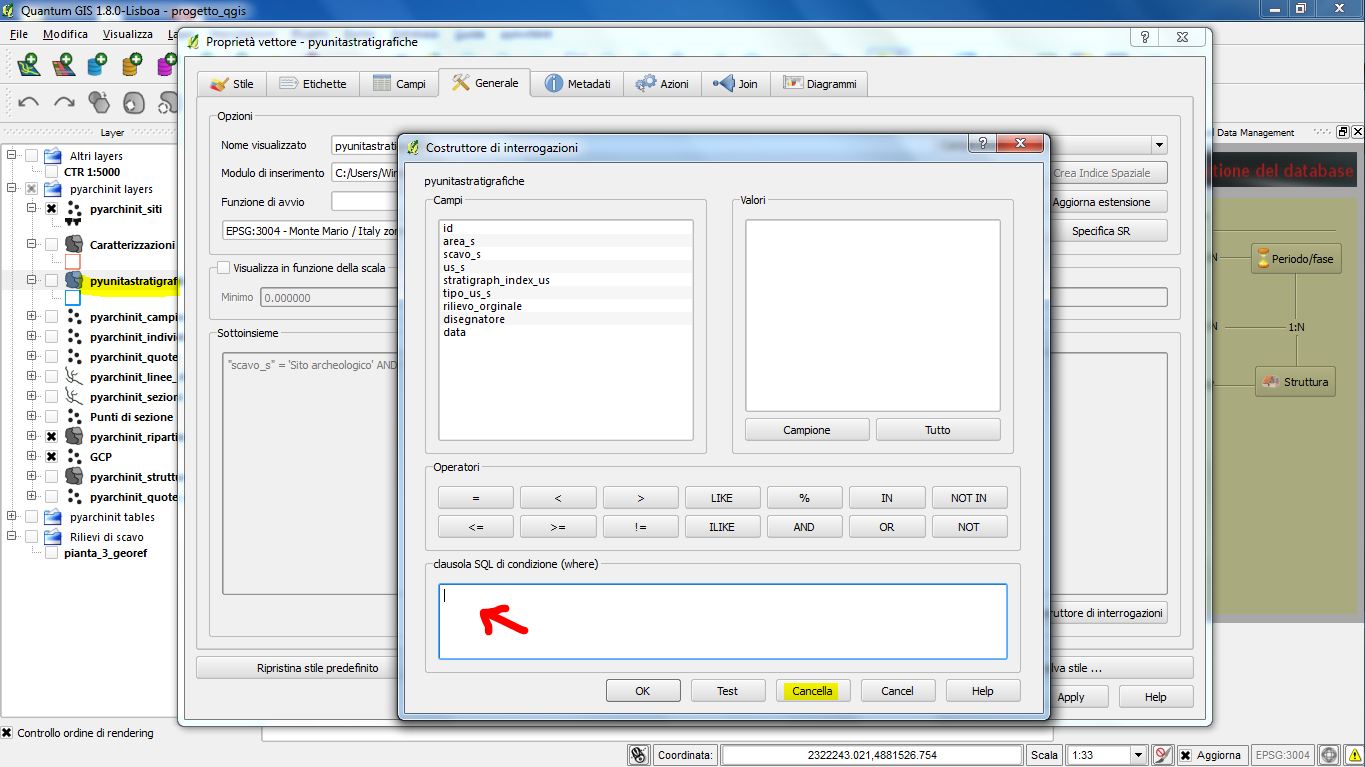 Quantum GIS 1.8.0-Lisboa - progetto_qgis
File Modifica Visualizza
Proprietà vettore - pyunitastratigrafiche
Stile Etichette Campi Generale Metadati Azioni Join Diagrammi
Layer
Altri layers
CTR 1:5000
pyarchinit layers
pyarchinit_siti
Caratterizzazioni
pyunitastratigraf
pyarchinit_campi
pyarchinit_indivi
pyarchinit_quote
pyarchinit_linee_
pyarchinit_sezion
Punti di sezione
pyarchinit_riparti
GCP
pyarchinit_struttu
pyarchinit_quote
pyarchinit tables
Rilievi di scavo
pianta_3_georef
Controllo ordine di rendering
Opzioni
Nome visualizzato pyunitastrati
Modulo di inserimento C:/Users/Win
Funzione di avvio
EPSG:3004 - Monte Mario / Italy zon
Crea Indice Spaziale
Aggiorna estensione
Specifica SR
Visualizza in funzione della scala
Minimo 0.000000
Sottoinsieme
"scavo_s" = 'Sito archeologico' AND
ruttore di interrogazioni
Ripristina stile predefinito
lva stile ...
Apply Help
Costruttore di interrogazioni
pyunitastratigrafiche
Campi
id
area_s
scavo_s
us_s
stratigraph_index_us
tipo_us_s
rilievo_orginale
disegnatore
data
Valori
Campione Tutto
Operatori
= < > LIKE % IN NOT IN
<= >= != ILIKE AND OR NOT
clausola SQL di condizione (where)
OK Test Cancella Cancel Help
Data Management
tione del database
Periodo/fase
N
1:N
Struttura
Coordinata: 2322243.021,4881526.754 Scala 1:33 Aggiorna EPSG:3004